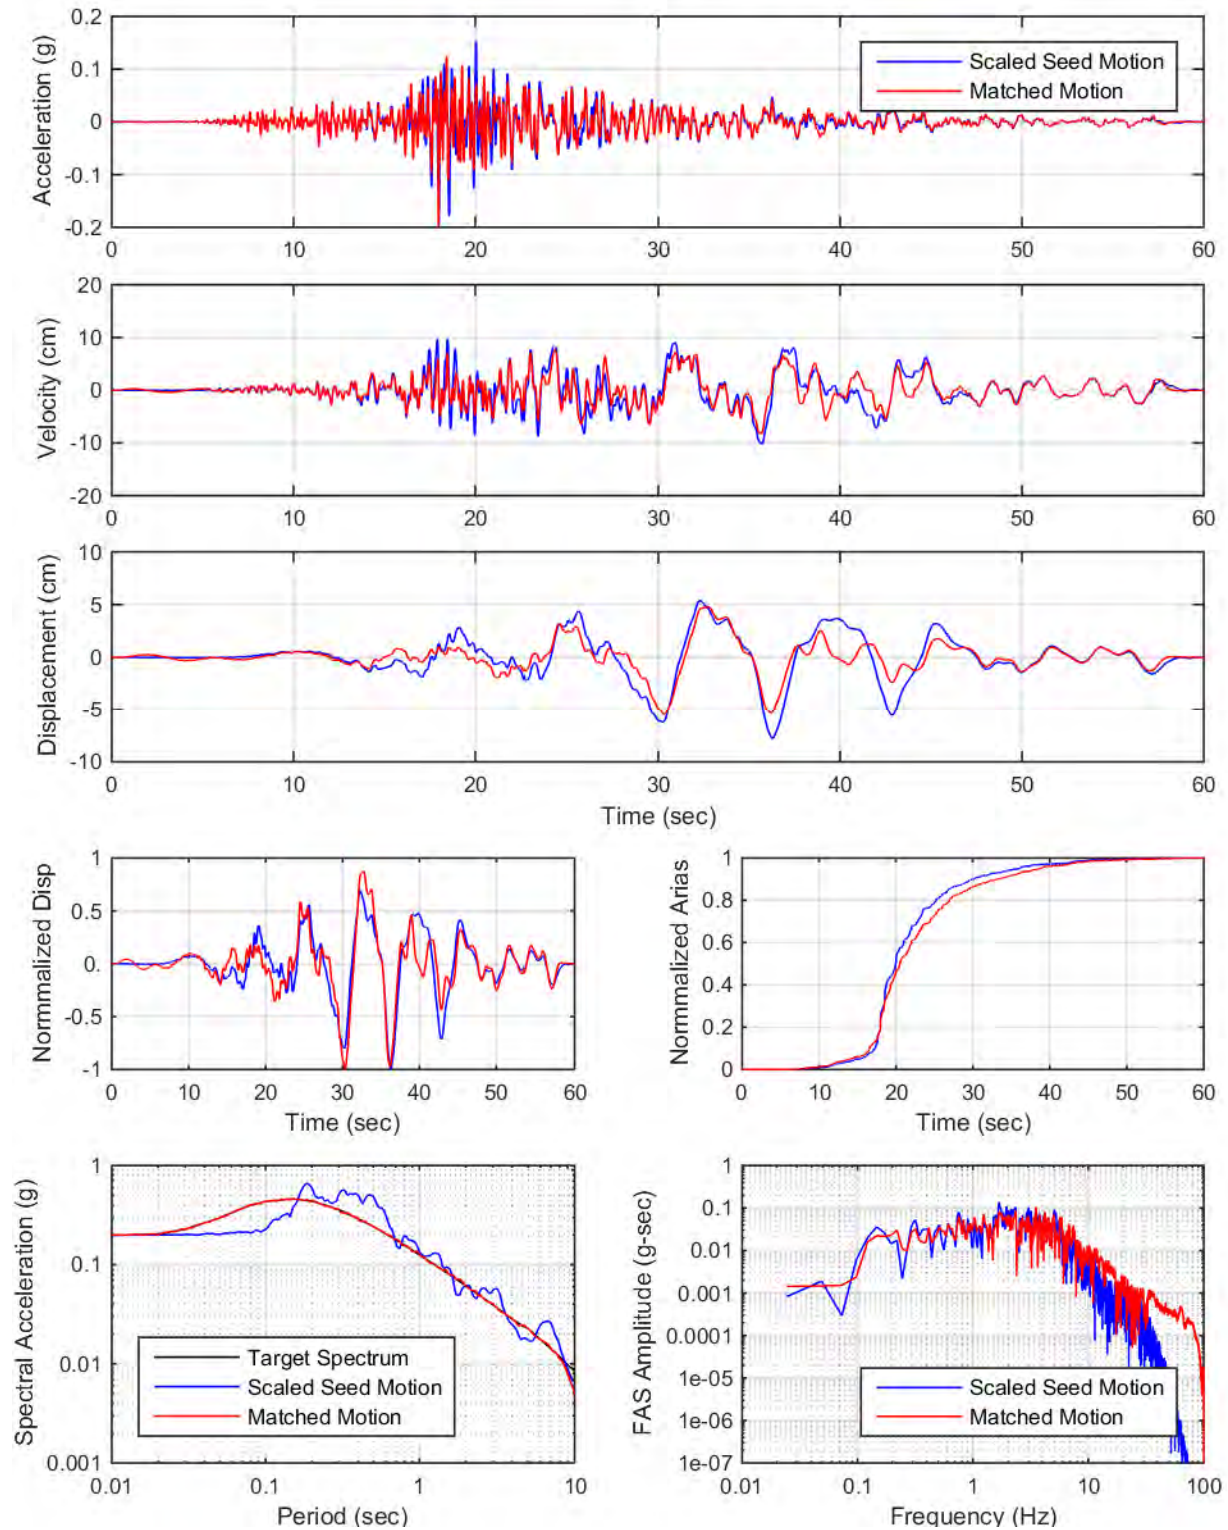 0.2
0.1
0
-0.1
-0.2
Acceleration (g)
Scaled Seed Motion
Matched Motion
0 10 20 30 40 50 60
20
10
0
-10
-20
Velocity (cm)
0 10 20 30 40 50 60
10
5
0
-5
-10
Displacement (cm)
0 10 20 30 40 50 60
Time (sec)
1
0.5
0.
-0.5
-1
Normalized Disp
0 10 20 30 40 50 60
Time (sec)
1
0.8
0.6
0.4
0.2
0
Normmalized Arias
0 10 20 30 40 50 60
Time (sec)
1
0.1
0.01
0.001
Spectral Acceleration (g)
Target Spectrum
Scaled Seed Motion
Matched Motion
0.01 0.1 1 10
Period (sec)
1
0.1
0.01
0.001
0.0001
1e-05
1e-06
1e-07
FAS Amplitude (g-sec)
Scaled Seed Motion
Matched Motion
0.01 0.1 1 10 100
Frequency (Hz)